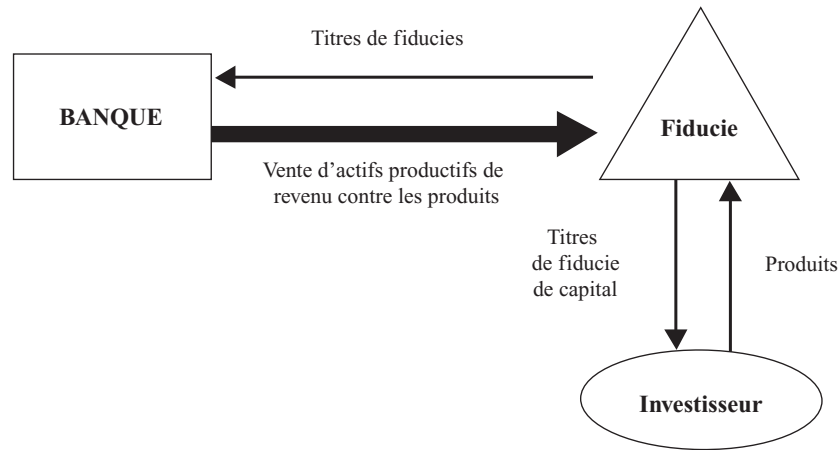 Titres de fiducies
BANQUE
Fiducie
Vente d'actifs productifs de
revenu contre les produits
Titres
de fiducie
de capital
Produits
Investisseur